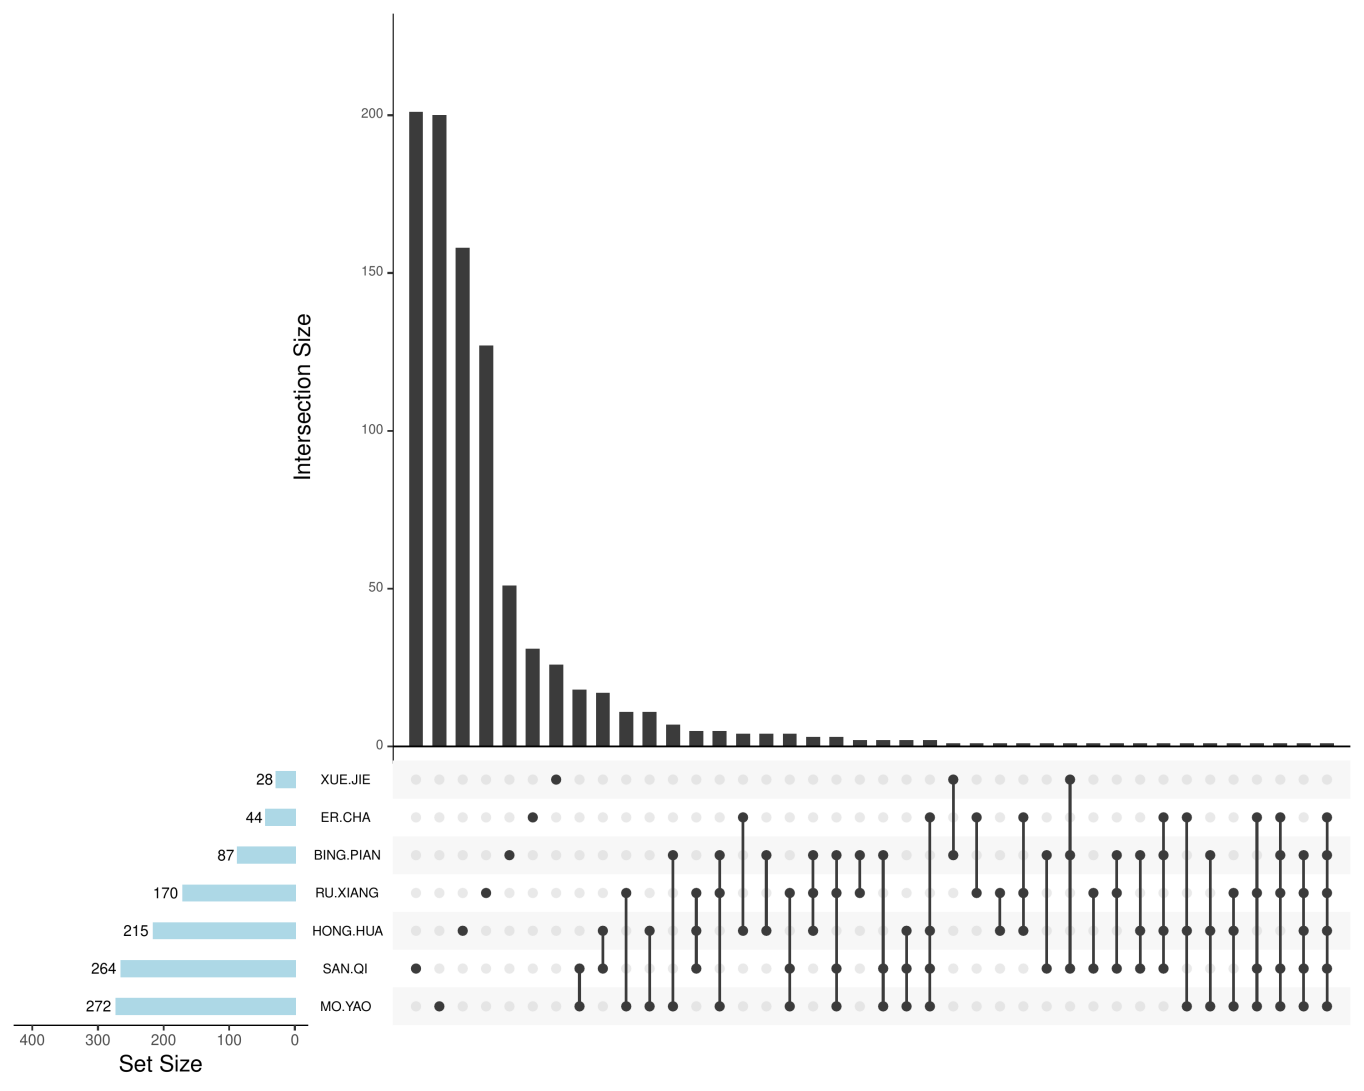 200
150
100
50
0
Intersection Size
28 XUE.JIE
44 ER.CHA
87 BING.PIAN
170 RU.XIANG
215 HONG.HUA
264 SAN.QI
272 MO.YAO
400 300 200 100 0
Set Size